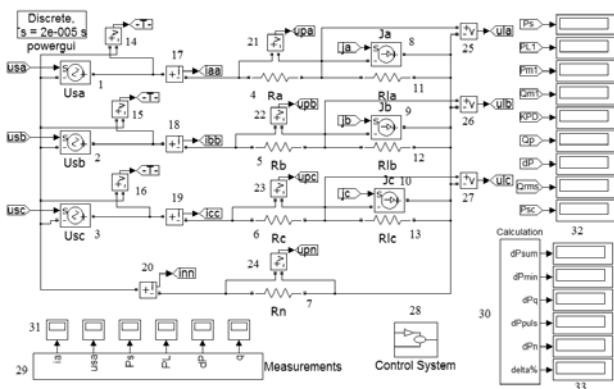 Discrete,
s = 2e-005 s
powergui
-T-
14
17
usa
Usa
1
Iaa
21
upa
4
Ra
ja
Ja
8
Rla
11
ula
25
-T-
15
18
usb
Usb
2
Ibb
22
upb
5
Rb
jb
Jb
9
Rlb
12
ulb
26
-T-
16
19
usc
Usc
3
Icc
23
upc
6
Rc
jc
Jc
10
Rlc
13
ulc
27
20
Inn
24
upn
7
Rn
Ps
PL1
Pm1
Qm1
KPD
Qp
dP
Qrms
Psc
32
Calculation
30
dPsum
dPmin
dPq
dPpuls
dPn
delta%
33
31
29
ia
usa
Ps
PL
dP
q
Measurements
28
Control System